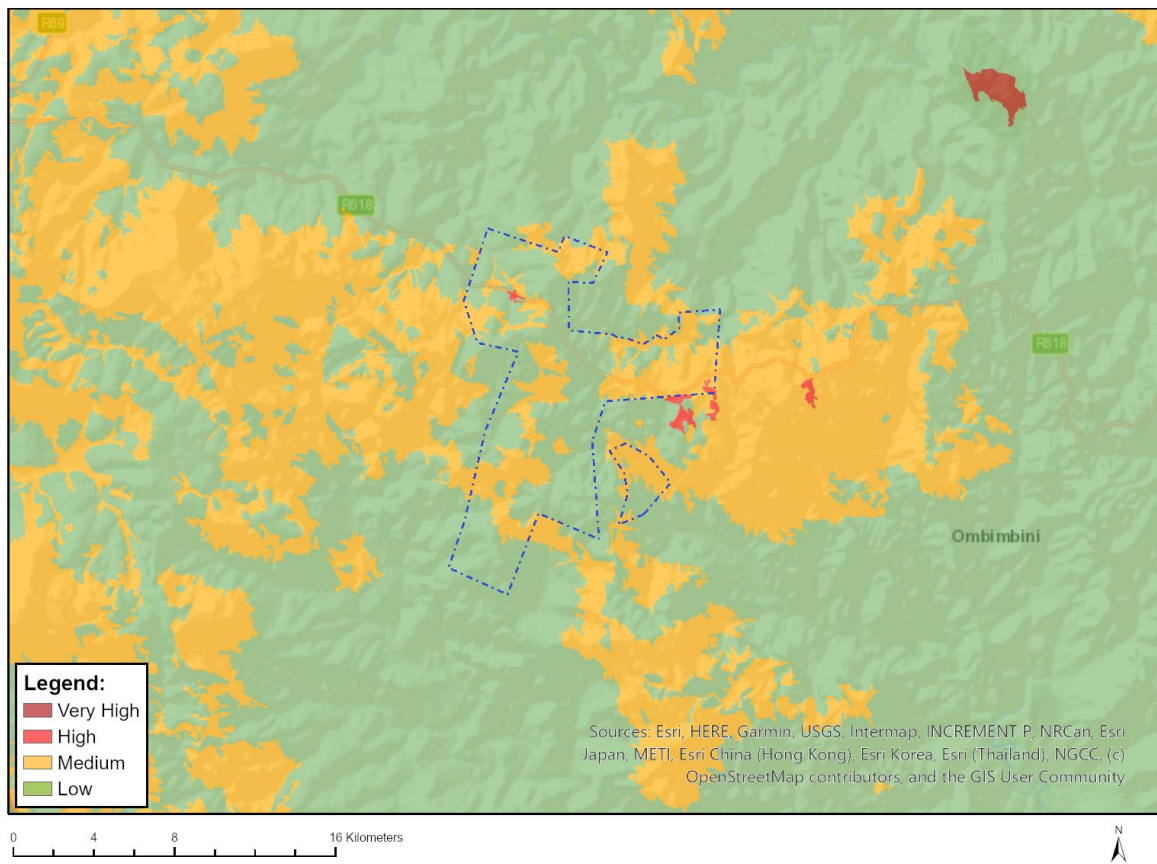 R69
R618
R618
Ombimbini
Legend:
Very High
High
Medium
Low
Sources: Esri, HERE, Garmin, USGS, Intermap, INCREMENT P, NRCan, Esri
Japan, METI, Esri China (Hong Kong), Esri Korea, Esri (Thailand), NGCC, (c)
OpenStreetMap contributors, and the GIS User Community
0 4 8 16 Kilometers
N